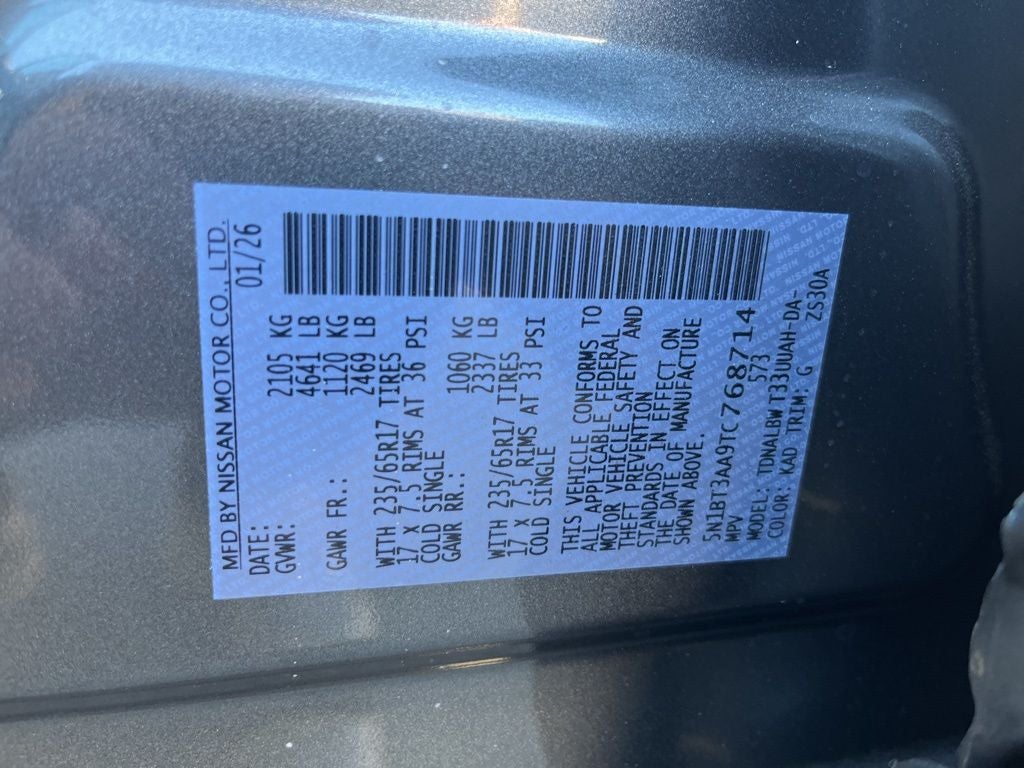 MFD BY NISSAN MOTOR CO., LTD.
DATE: 01/26
GVWR: 2105 KG
4641 LB
GAWR FR.: 1120 KG
2469 LB
WITH 235/65R17 TIRES
17 X 7.5 RIMS AT 36 PSI
COLD SINGLE
GAWR RR.: 1060 KG
2337 LB
WITH 235/65R17 TIRES
17 X 7.5 RIMS AT 33 PSI
COLD SINGLE
THIS VEHICLE CONFORMS TO
ALL APPLICABLE FEDERAL
MOTOR VEHICLE SAFETY AND
THEFT PREVENTION
STANDARDS IN EFFECT ON
THE DATE OF MANUFACTURE
SHOWN ABOVE.
5N1BT3AA9TC768714
MPV 573
MODEL: TDNALBW T33UUAH-DA-
COLOR: KAD TRIM: G ZS30A